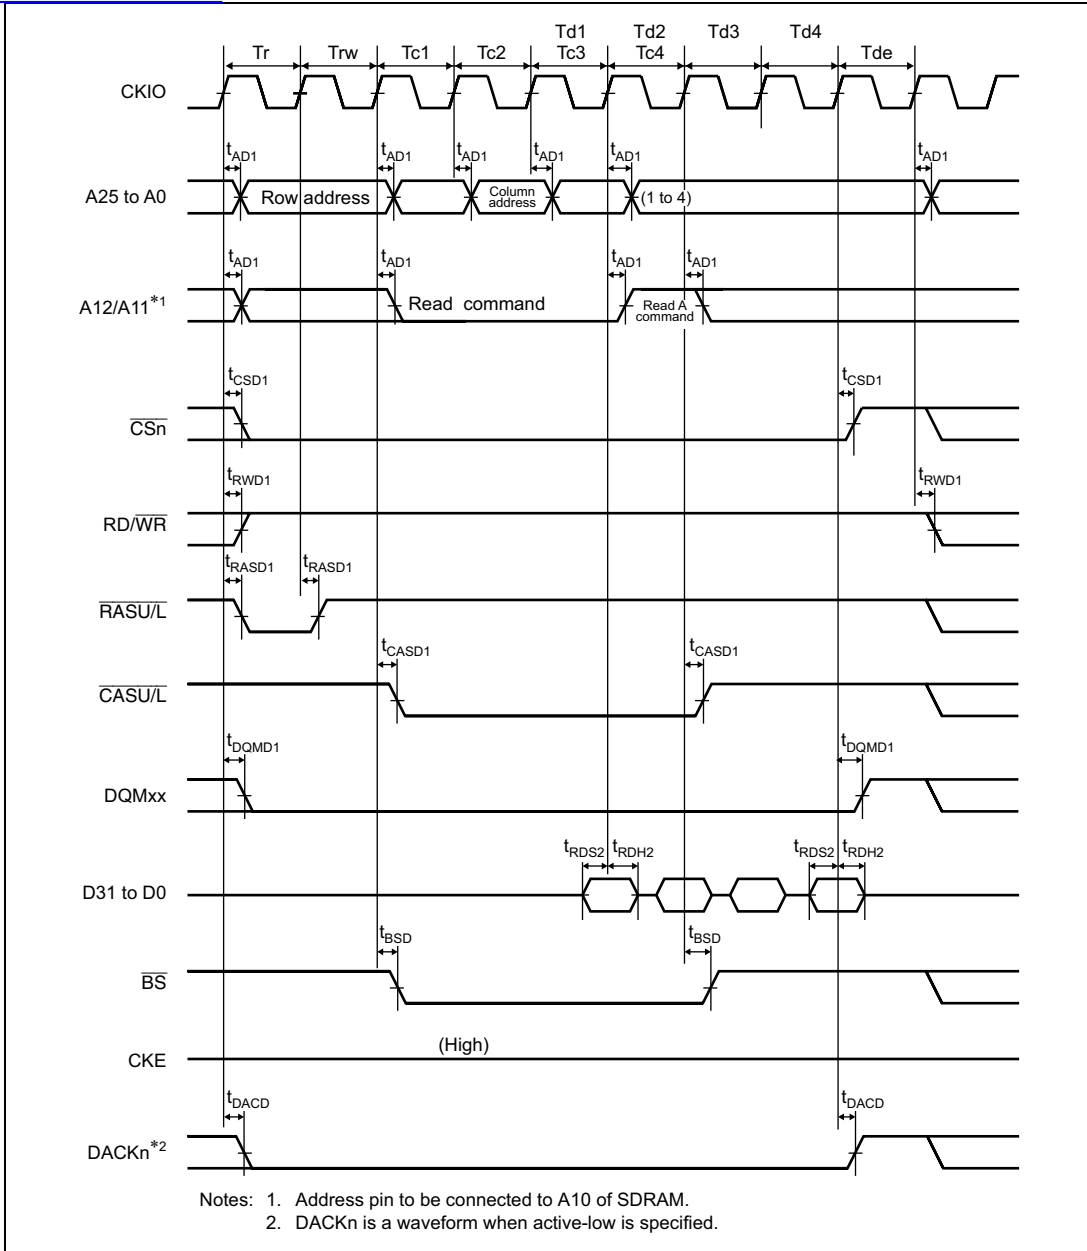 Td1 Td2 Td3 Td4
Tr Trw Tc1 Tc2 Tc3 Tc4 Tde
CKIO
tAD1 tAD1 tAD1 tAD1 tAD1 tAD1
A25 to A0 Row address Column address (1 to 4)
tAD1 tAD1 tAD1 tAD1
A12/A11*1 Read command Read A command
tCSD1 tCSD1
CSn
tRWD1 tRWD1
RD/WR
tRASD1 tRASD1
RASU/L
tCASD1 tCASD1
CASU/L
tDQMD1 tDQMD1
DQMxx
tRDS2 tRDH2 tRDS2 tRDH2
D31 to D0
tBSD tBSD
BS
(High)
CKE
tDACD tDACD
DACKn*2
Notes: 1. Address pin to be connected to A10 of SDRAM.
2. DACKn is a waveform when active-low is specified.